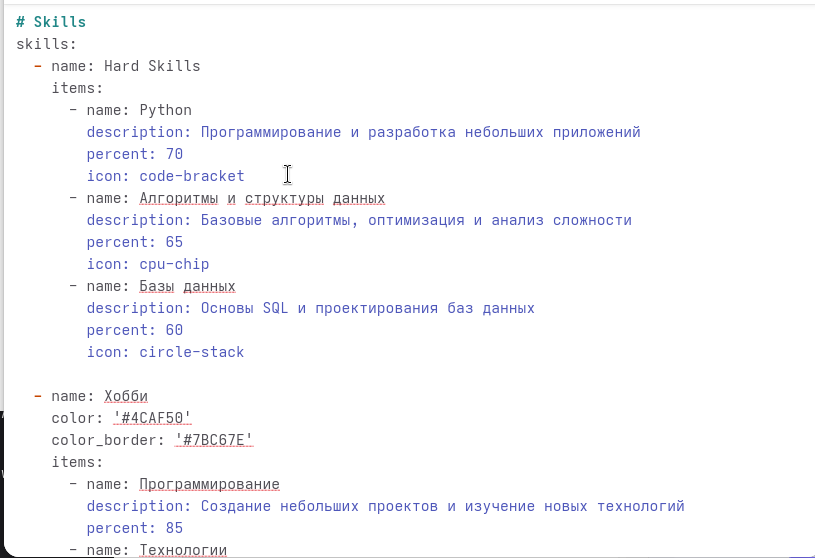 # Skills
skills:
  - name: Hard Skills
    items:
      - name: Python
        description: Программирование и разработка небольших приложений
        percent: 70
        icon: code-bracket
      - name: Алгоритмы и структуры данных
        description: Базовые алгоритмы, оптимизация и анализ сложности
        percent: 65
        icon: cpu-chip
      - name: Базы данных
        description: Основы SQL и проектирования баз данных
        percent: 60
        icon: circle-stack
  - name: Хобби
    color: '#4CAF50'
    color_border: '#7BC67E'
    items:
      - name: Программирование
        description: Создание небольших проектов и изучение новых технологий
        percent: 85
      - name: Технологии